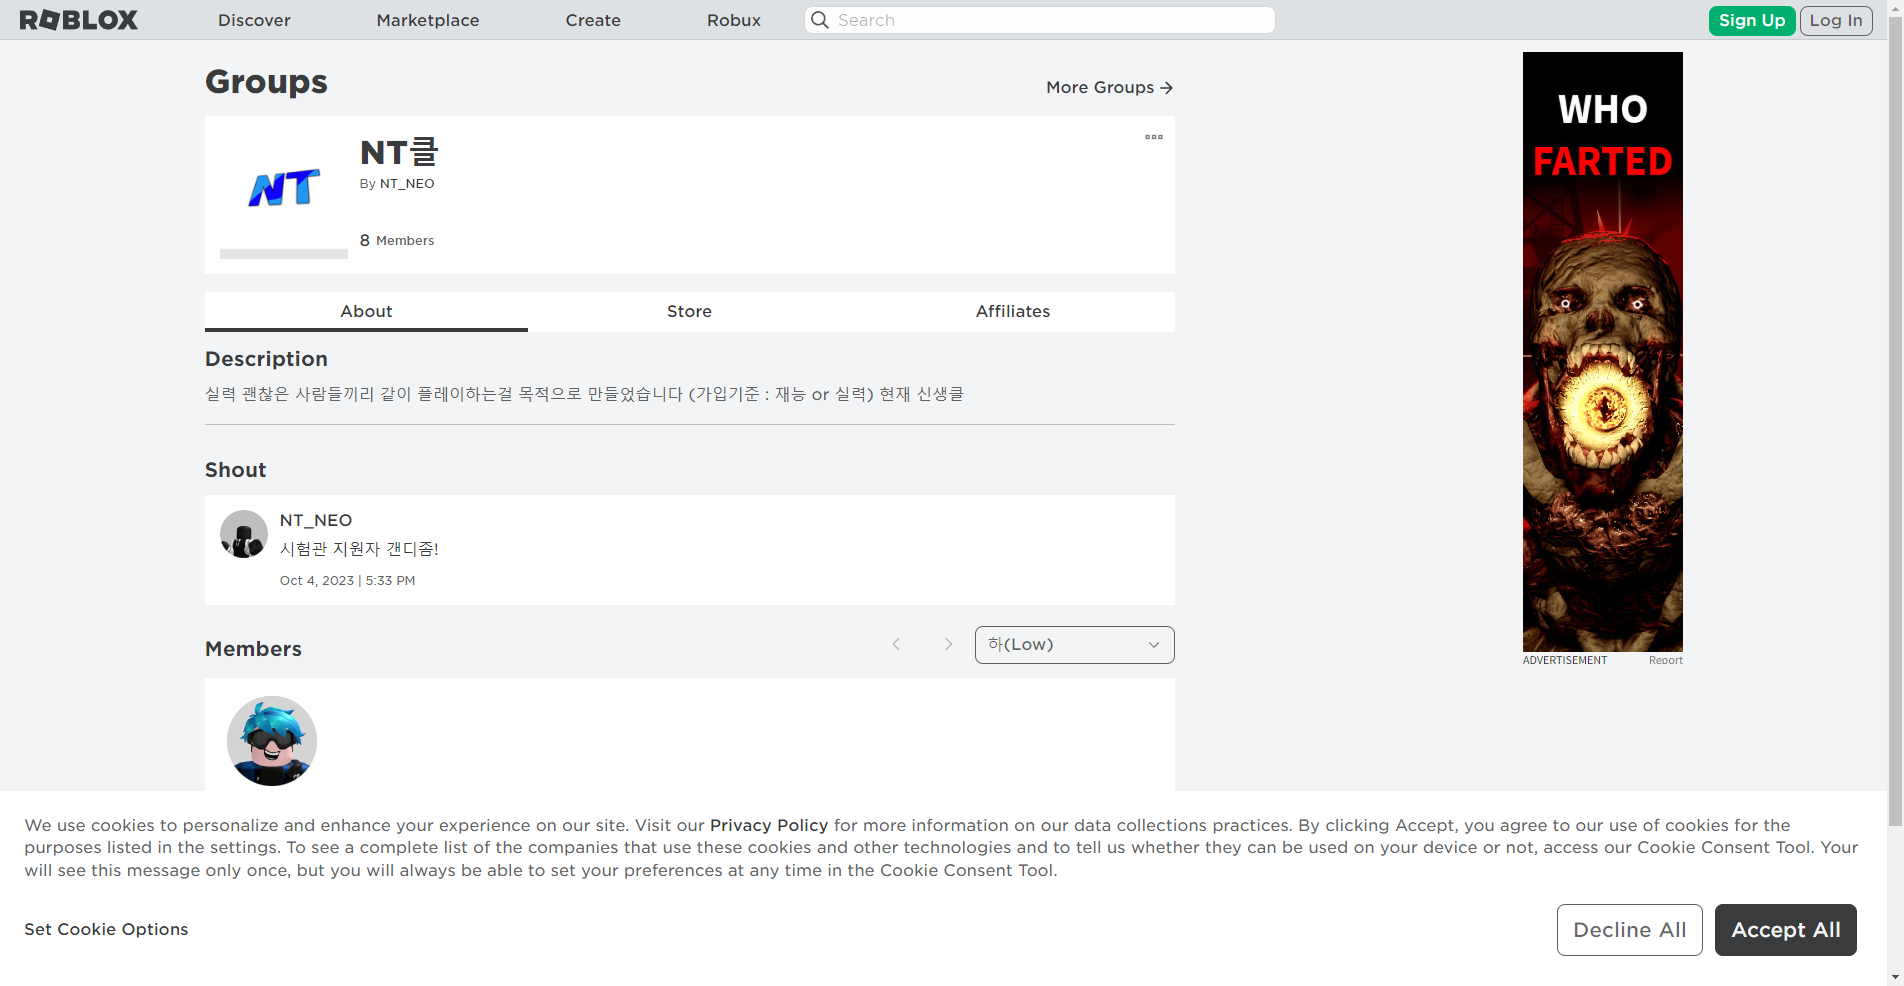 ROBLOX
Discover
Marketplace
Create
Robux
Search
Sign Up
Log In
Groups
More Groups
NT
NT클
By NT_NEO
8 Members
About
Store
Affiliates
Description
실력 괜찮은 사람들끼리 같이 플레이하는걸 목적으로 만들었습니다 (가입기준 : 재능 or 실력) 현재 신생클
Shout
NT_NEO
시험관 지원자 갠디좀!
Oct 4, 2023 | 5:33 PM
Members
하(Low)
WHO
FARTED
ADVERTISEMENT
Report
We use cookies to personalize and enhance your experience on our site. Visit our Privacy Policy for more information on our data collections practices. By clicking Accept, you agree to our use of cookies for the
purposes listed in the settings. To see a complete list of the companies that use these cookies and other technologies and to tell us whether they can be used on your device or not, access our Cookie Consent Tool. Your
will see this message only once, but you will always be able to set your preferences at any time in the Cookie Consent Tool.
Set Cookie Options
Decline All
Accept All